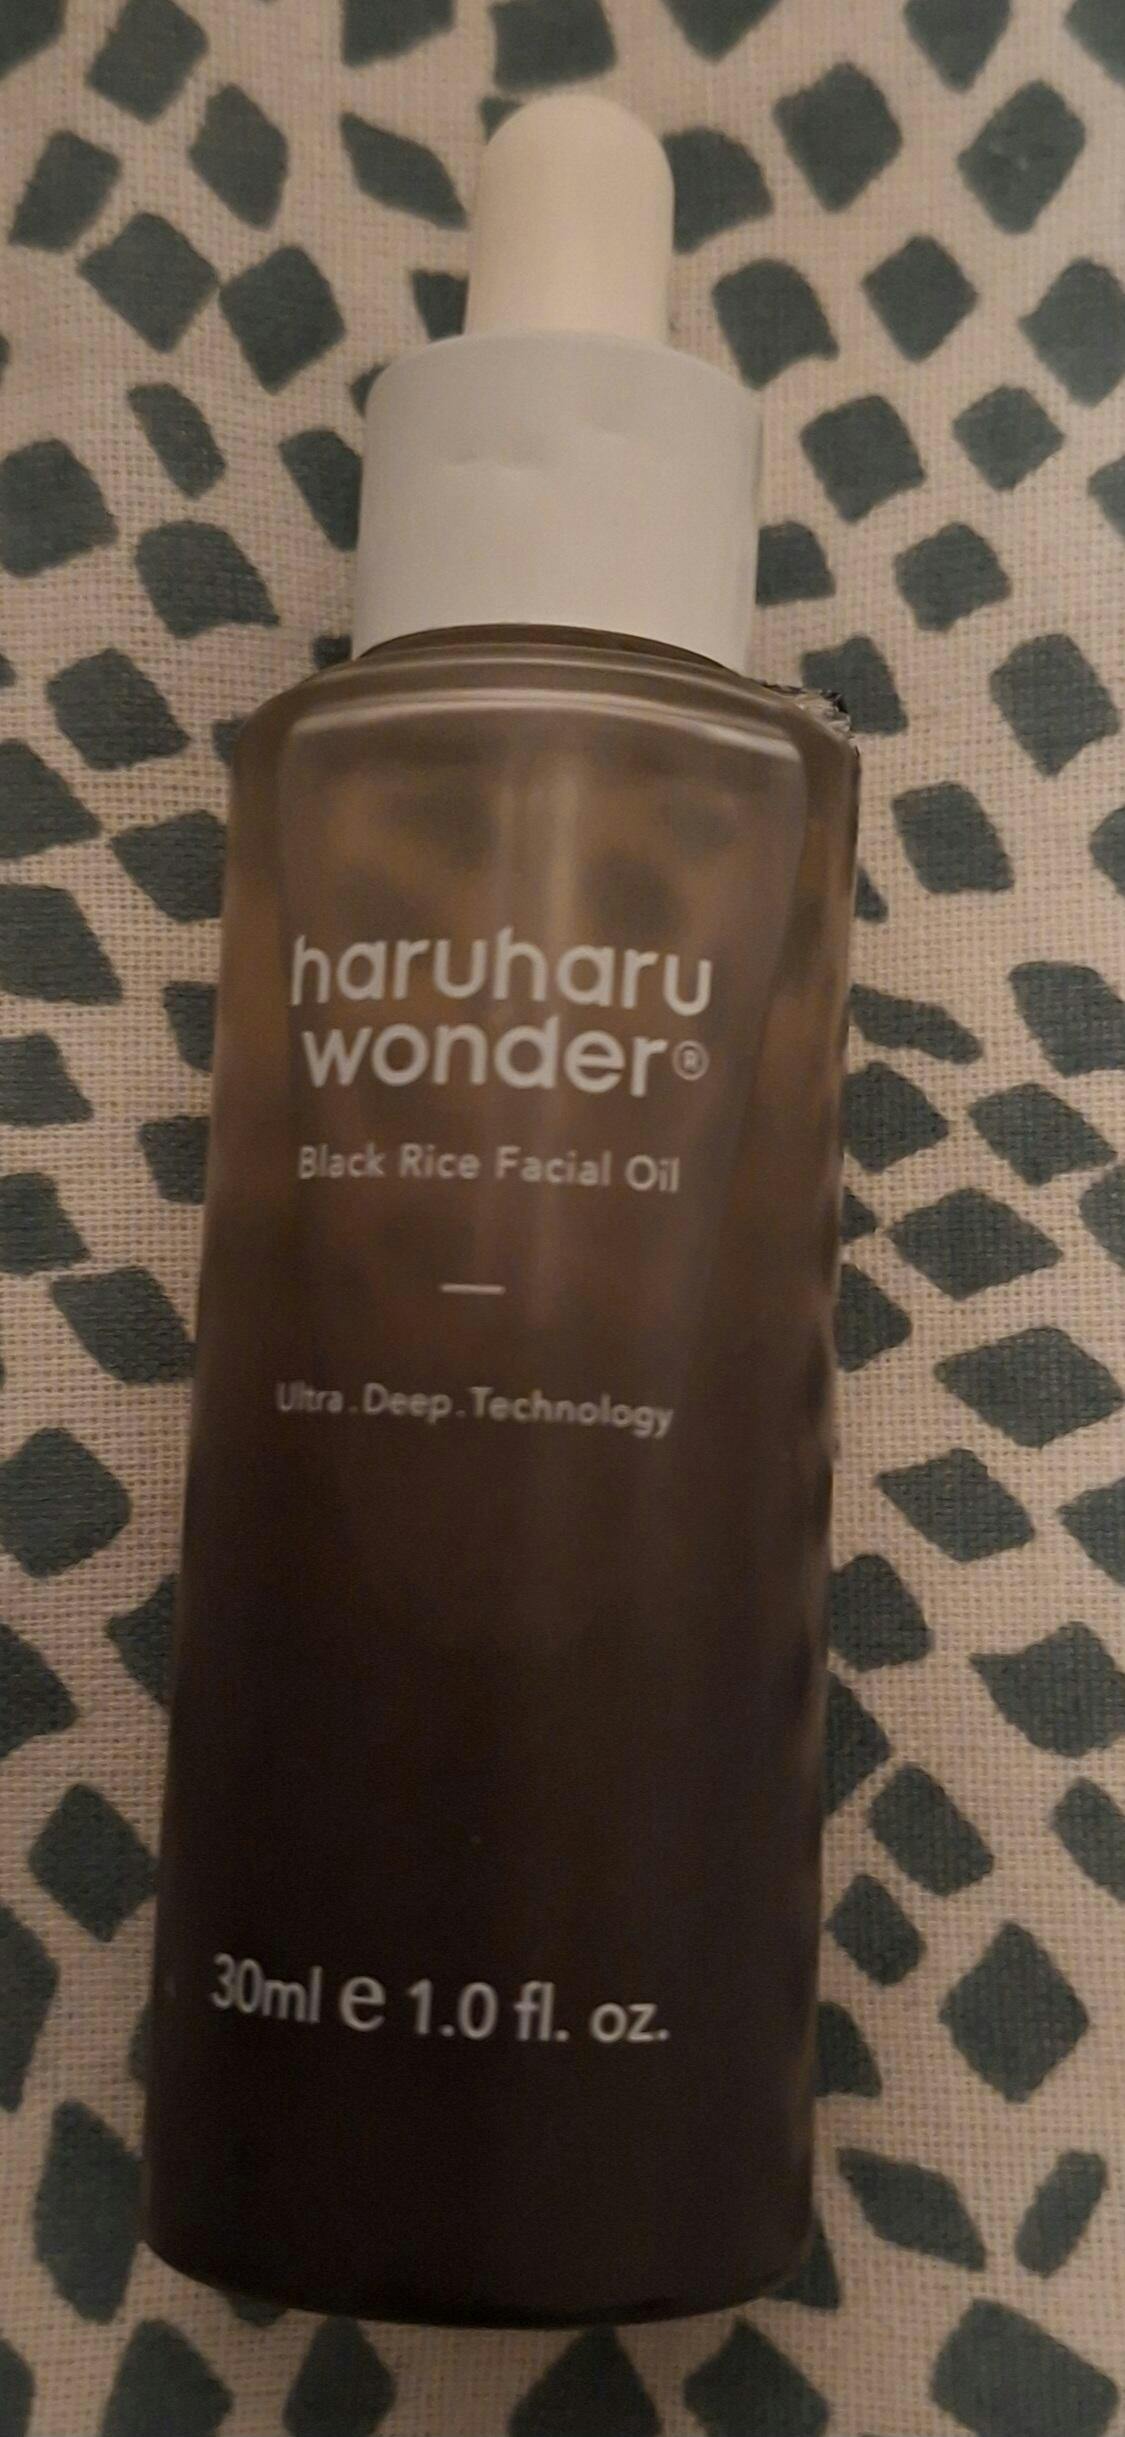 haruharu
wonder®
Black Rice Facial Oil
Ultra.Deep.Technology
30ml e 1.0 fl. oz.